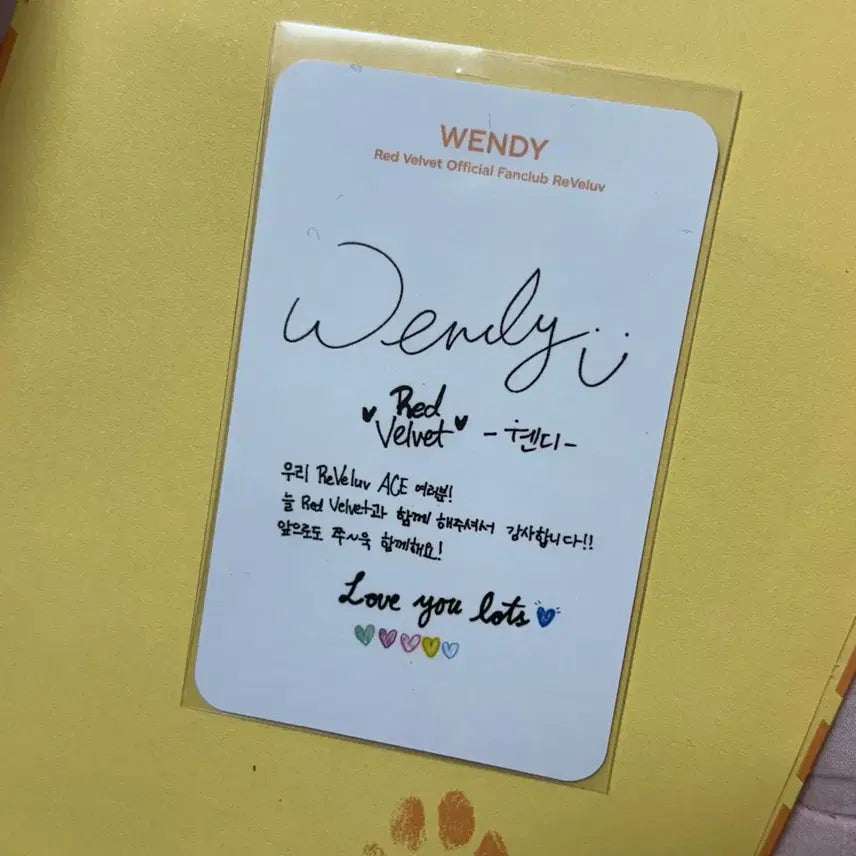 WENDY
Red Velvet Official Fanclub ReVeluv
Wendy
Red
Velvet -웬디-
우리 ReVeluv ACE 여러분!
늘 Red Velvet과 함께 해주셔서 감사합니다!!
앞으로도 쭈~욱 함께해요!
Love you lots